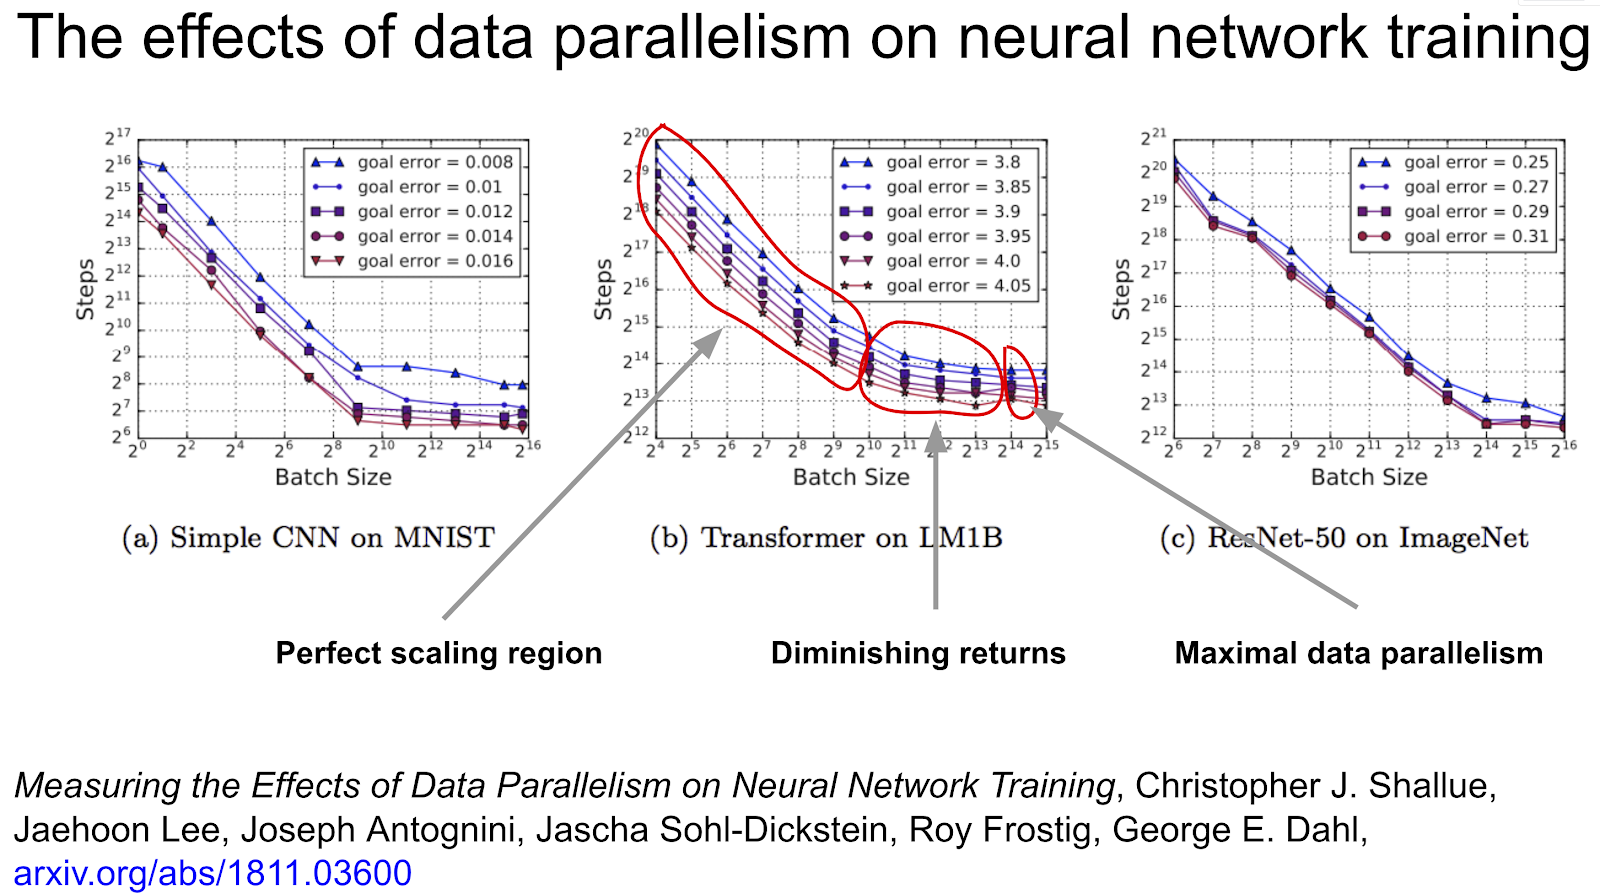 The effects of data parallelism on neural network training
2^17
2^16
2^15
2^14
2^13
2^12
2^11
2^10
2^9
2^8
2^7
2^6
Steps
goal error = 0.008
goal error = 0.01
goal error = 0.012
goal error = 0.014
goal error = 0.016
2^0 2^2 2^4 2^6 2^8 2^10 2^12 2^14 2^16
Batch Size
(a) Simple CNN on MNIST
2^20
2^18
2^17
2^16
2^15
2^14
2^13
2^12
Steps
goal error = 3.8
goal error = 3.85
goal error = 3.9
goal error = 3.95
goal error = 4.0
goal error = 4.05
2^4 2^5 2^6 2^7 2^8 2^9 2^10 2^11 2^12 2^13 2^14 2^15
Batch Size
(b) Transformer on LM1B
2^21
2^20
2^19
2^18
2^17
2^16
2^15
2^14
2^13
2^12
Steps
goal error = 0.25
goal error = 0.27
goal error = 0.29
goal error = 0.31
2^6 2^7 2^8 2^9 2^10 2^11 2^12 2^13 2^14 2^15 2^16
Batch Size
(c) ResNet-50 on ImageNet
Perfect scaling region
Diminishing returns
Maximal data parallelism
Measuring the Effects of Data Parallelism on Neural Network Training, Christopher J. Shallue,
Jaehoon Lee, Joseph Antognini, Jascha Sohl-Dickstein, Roy Frostig, George E. Dahl,
arxiv.org/abs/1811.03600